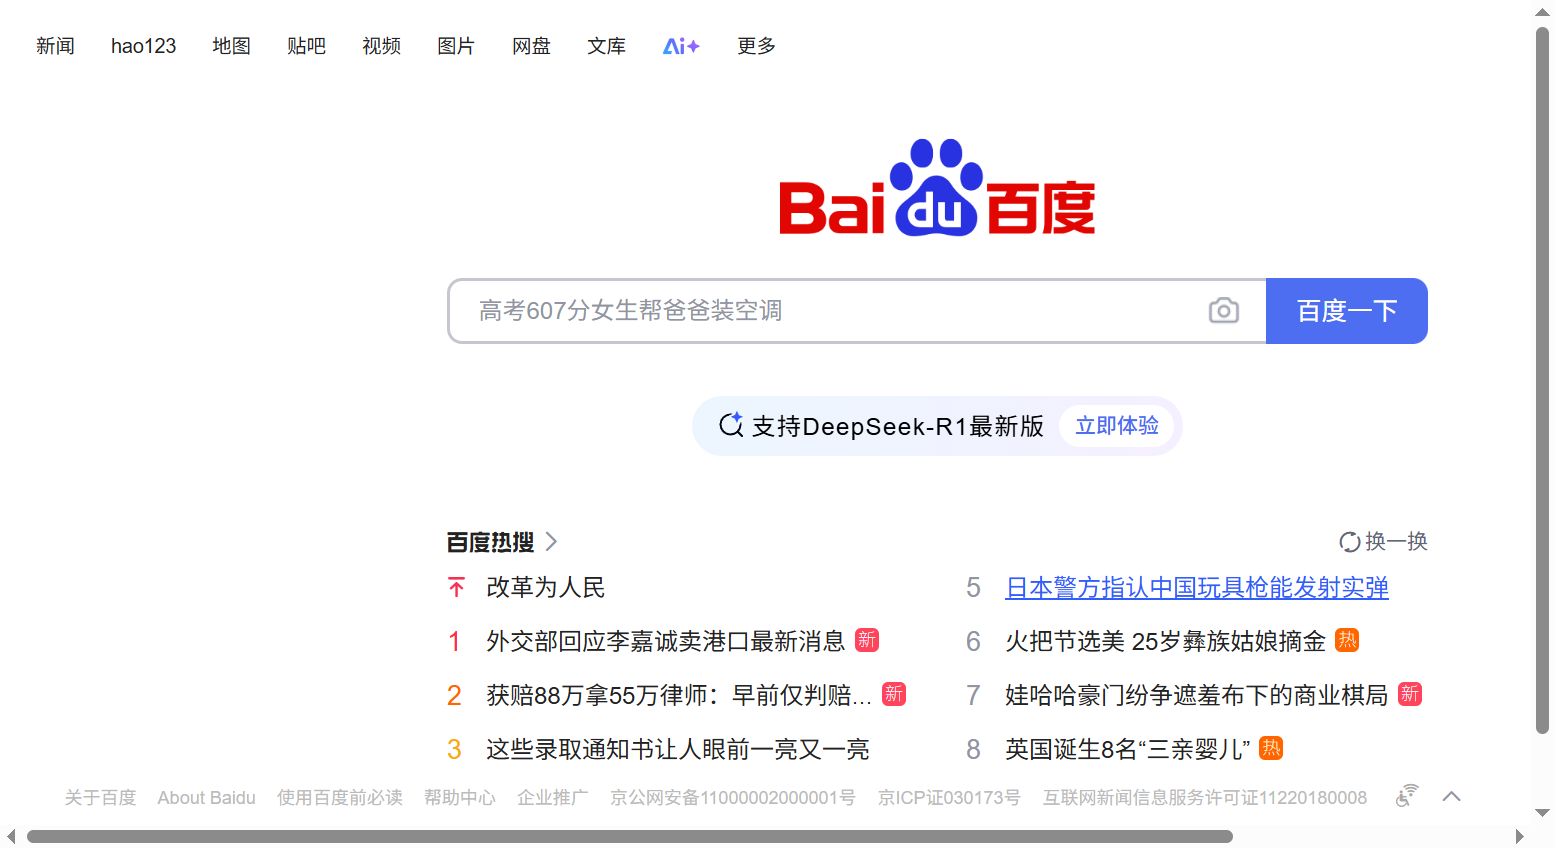 新闻 hao123 地图 贴吧 视频 图片 网盘 文库 Ai+ 更多
Bai du 百度
高考607分女生帮爸爸装空调 百度一下
支持DeepSeek-R1最新版 立即体验
百度热搜 换一换
改革为人民
1 外交部回应李嘉诚卖港口最新消息 新
2 获赔88万拿55万律师：早前仅判赔... 新
3 这些录取通知书让人眼前一亮又一亮
5 日本警方指认中国玩具枪能发射实弹
6 火把节选美 25岁彝族姑娘摘金 热
7 娃哈哈豪门纷争遮羞布下的商业棋局 新
8 英国诞生8名“三亲婴儿” 热
关于百度 About Baidu 使用百度前必读 帮助中心 企业推广 京公网安备11000002000001号 京ICP证030173号 互联网新闻信息服务许可证11220180008